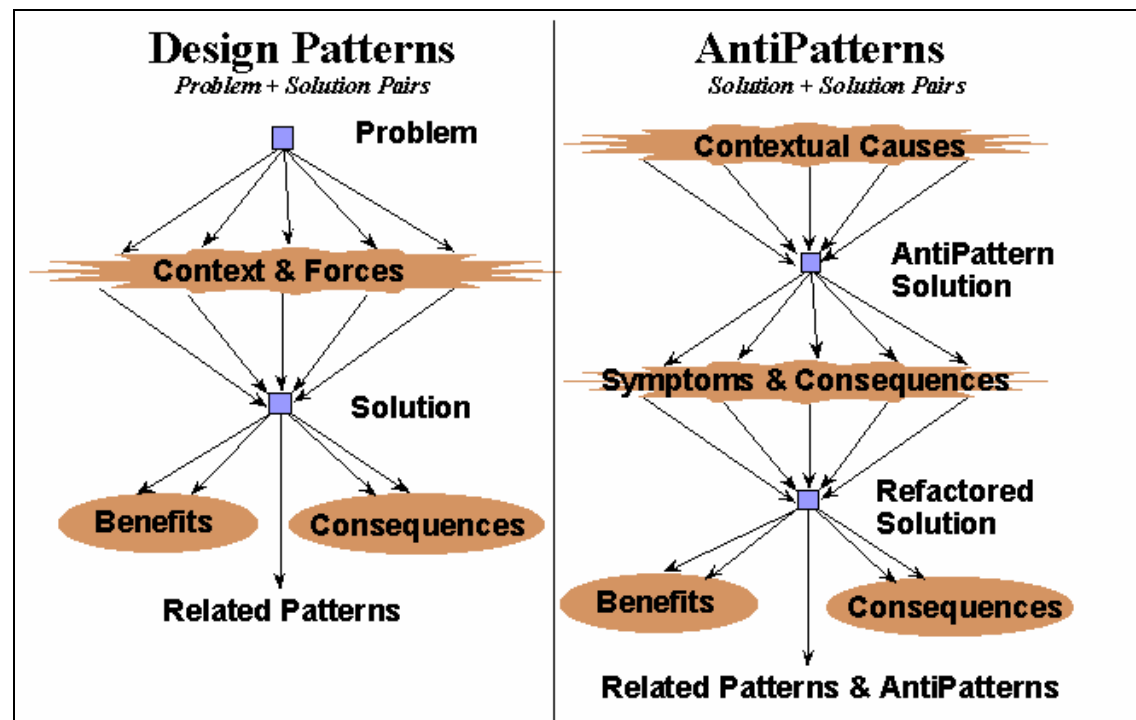 Design Patterns
Problem + Solution Pairs
Problem
Context & Forces
Solution
Benefits
Consequences
Related Patterns
AntiPatterns
Solution + Solution Pairs
Contextual Causes
AntiPattern
Solution
Symptoms & Consequences
Refactored
Solution
Benefits
Consequences
Related Patterns & AntiPatterns